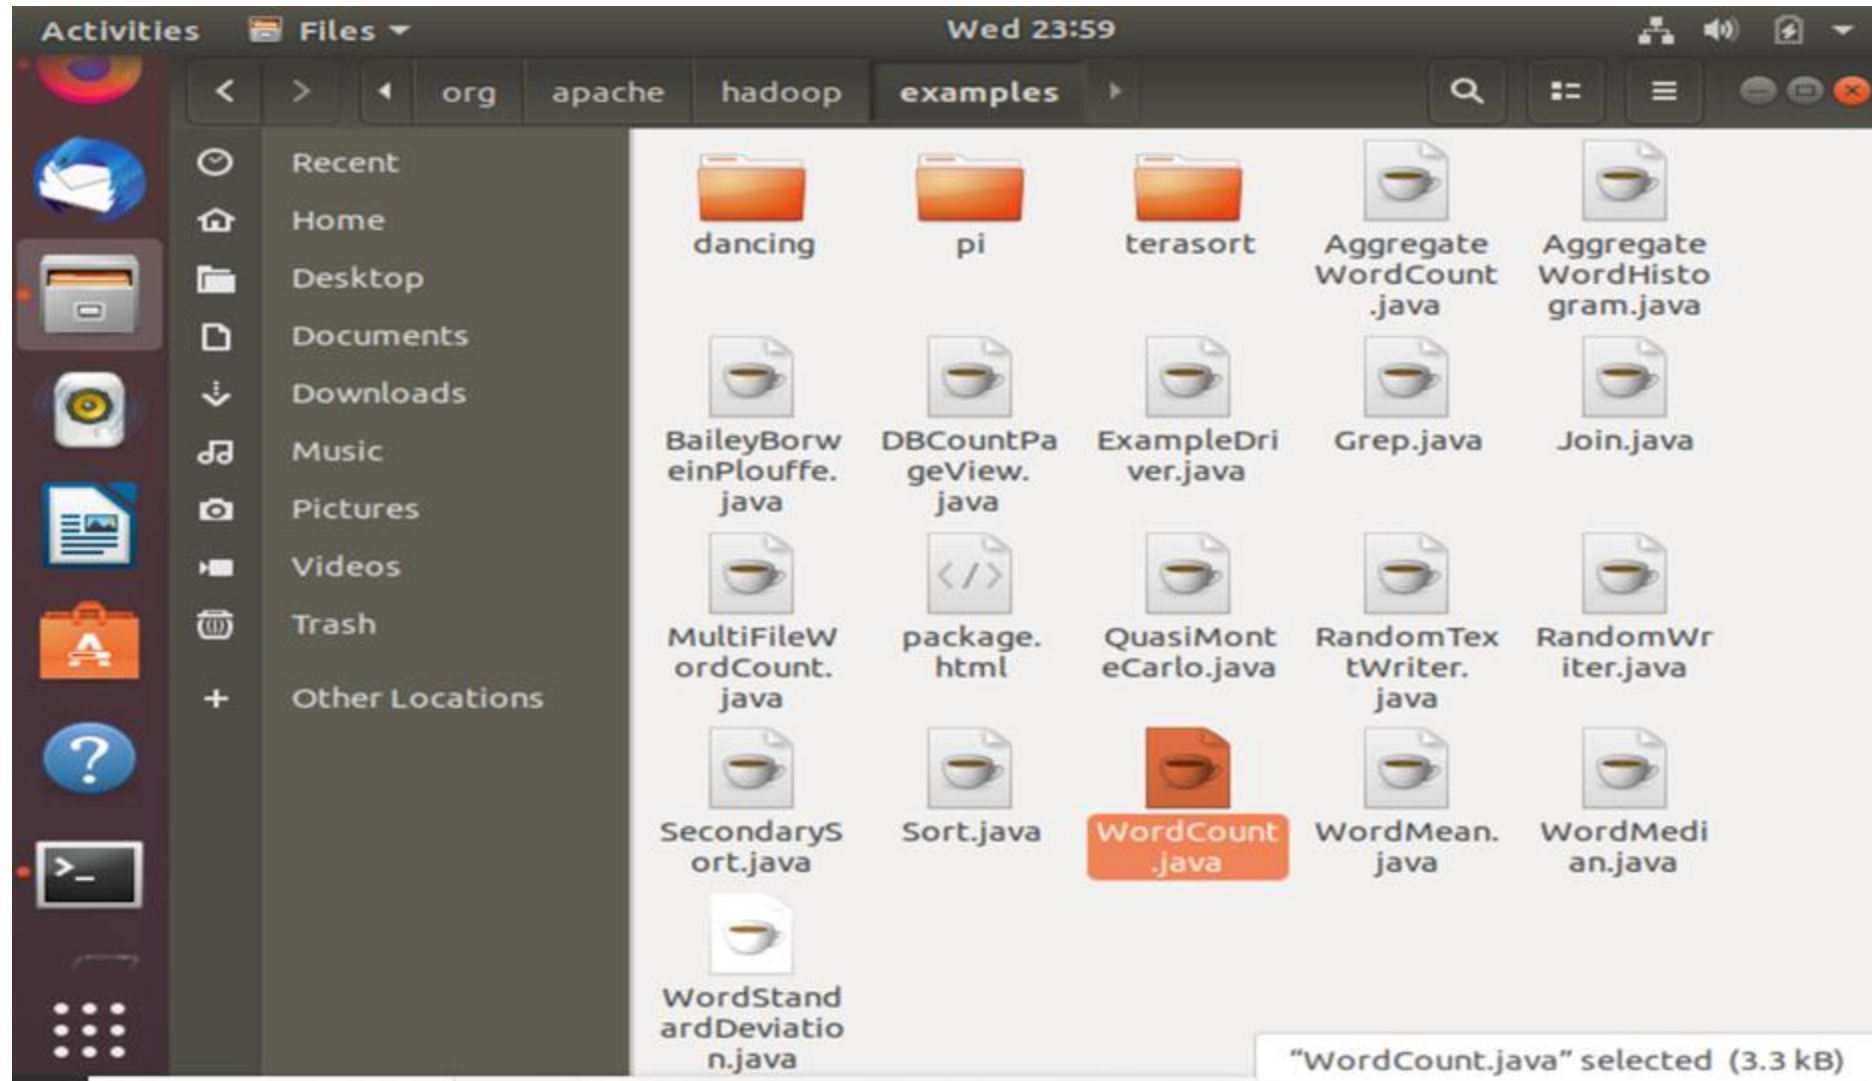 Activities Files Wed 23:59
org apache hadoop examples
Recent
Home
Desktop
Documents
Downloads
Music
Pictures
Videos
Trash
Other Locations
dancing pi terasort Aggregate Aggregate
WordCount WordHisto
.java gram.java
BaileyBorw DBCountPa ExampleDri Grep.java Join.java
einPlouffe. geView. ver.java
java java
MultiFileW package. QuasiMont RandomTex RandomWr
ordCount. html eCarlo.java tWriter. iter.java
java java
SecondaryS Sort.java WordCount WordMean. WordMedi
ort.java .java java an.java
WordStand
ardDeviatio
n.java
“WordCount.java” selected (3.3 kB)